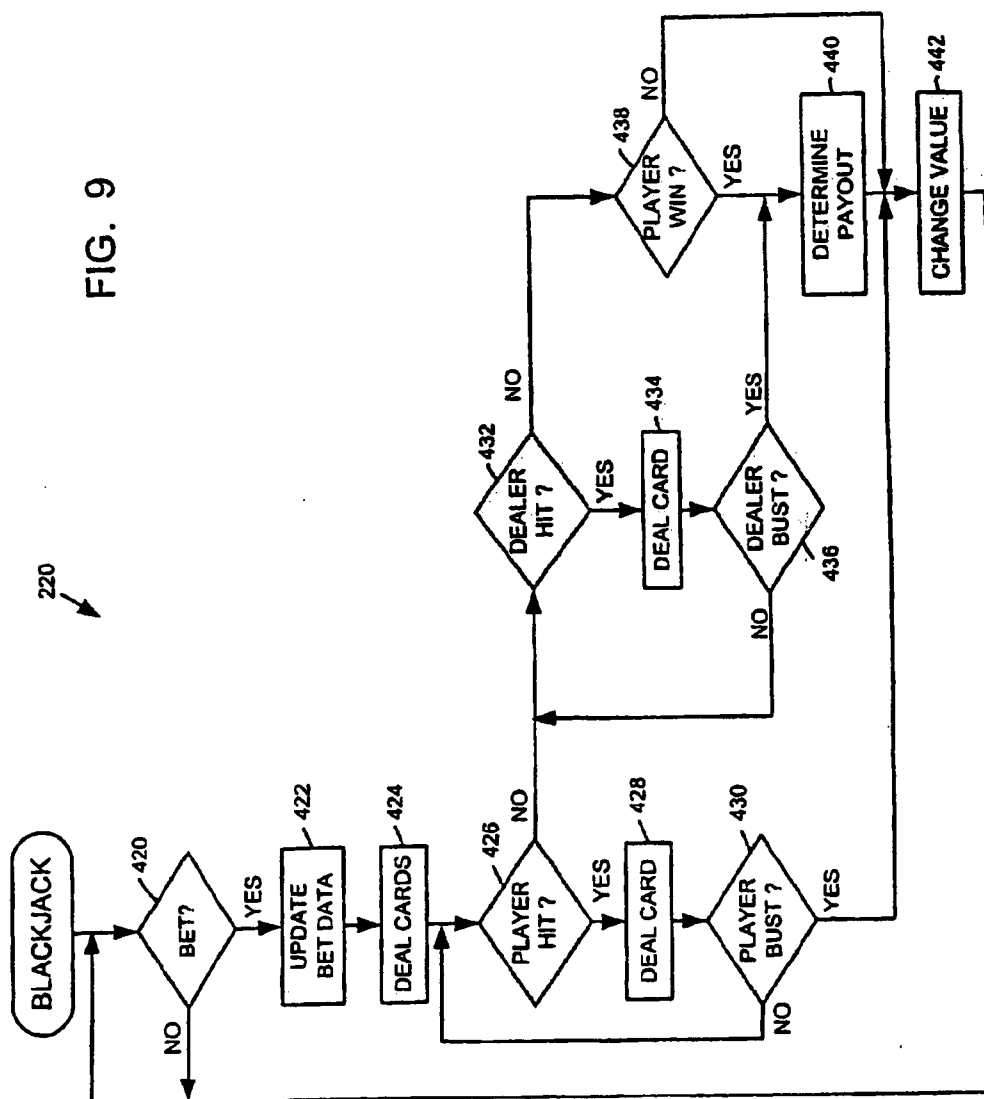 FIG. 9
220
BLACKJACK
420
BET?
NO
YES
422
UPDATE
BET DATA
424
DEAL CARDS
426
PLAYER
HIT ?
NO
YES
428
DEAL CARD
430
PLAYER
BUST ?
NO
YES
432
DEALER
HIT ?
NO
YES
434
DEAL CARD
DEALER
BUST ?
436
NO
YES
438
PLAYER
WIN ?
NO
YES
440
DETERMINE
PAYOUT
442
CHANGE VALUE